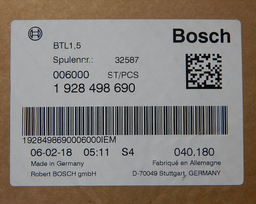 Bosch
BTL1,5
Spulennr.: 32587
006000 ST/PCS
1 928 498 690
1928498690006000IEM
06-02-18 05:11 S4 040.180
Made in Germany Fabriqué en Allemagne
Robert BOSCH gmbH D-70049 Stuttgart, GERMANY